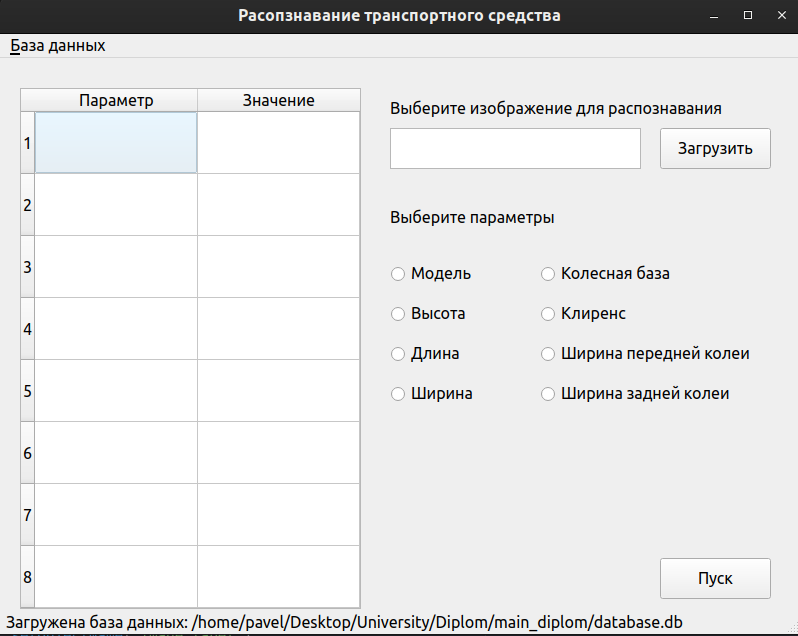 Расопзнавание транспортного средства
База данных
Параметр Значение
1
2
3
4
5
6
7
8
Выберите изображение для распознавания
Загрузить
Выберите параметры
Модель Колесная база
Высота Клиренс
Длина Ширина передней колеи
Ширина Ширина задней колеи
Пуск
Загружена база данных: /home/pavel/Desktop/University/Diplom/main_diplom/database.db